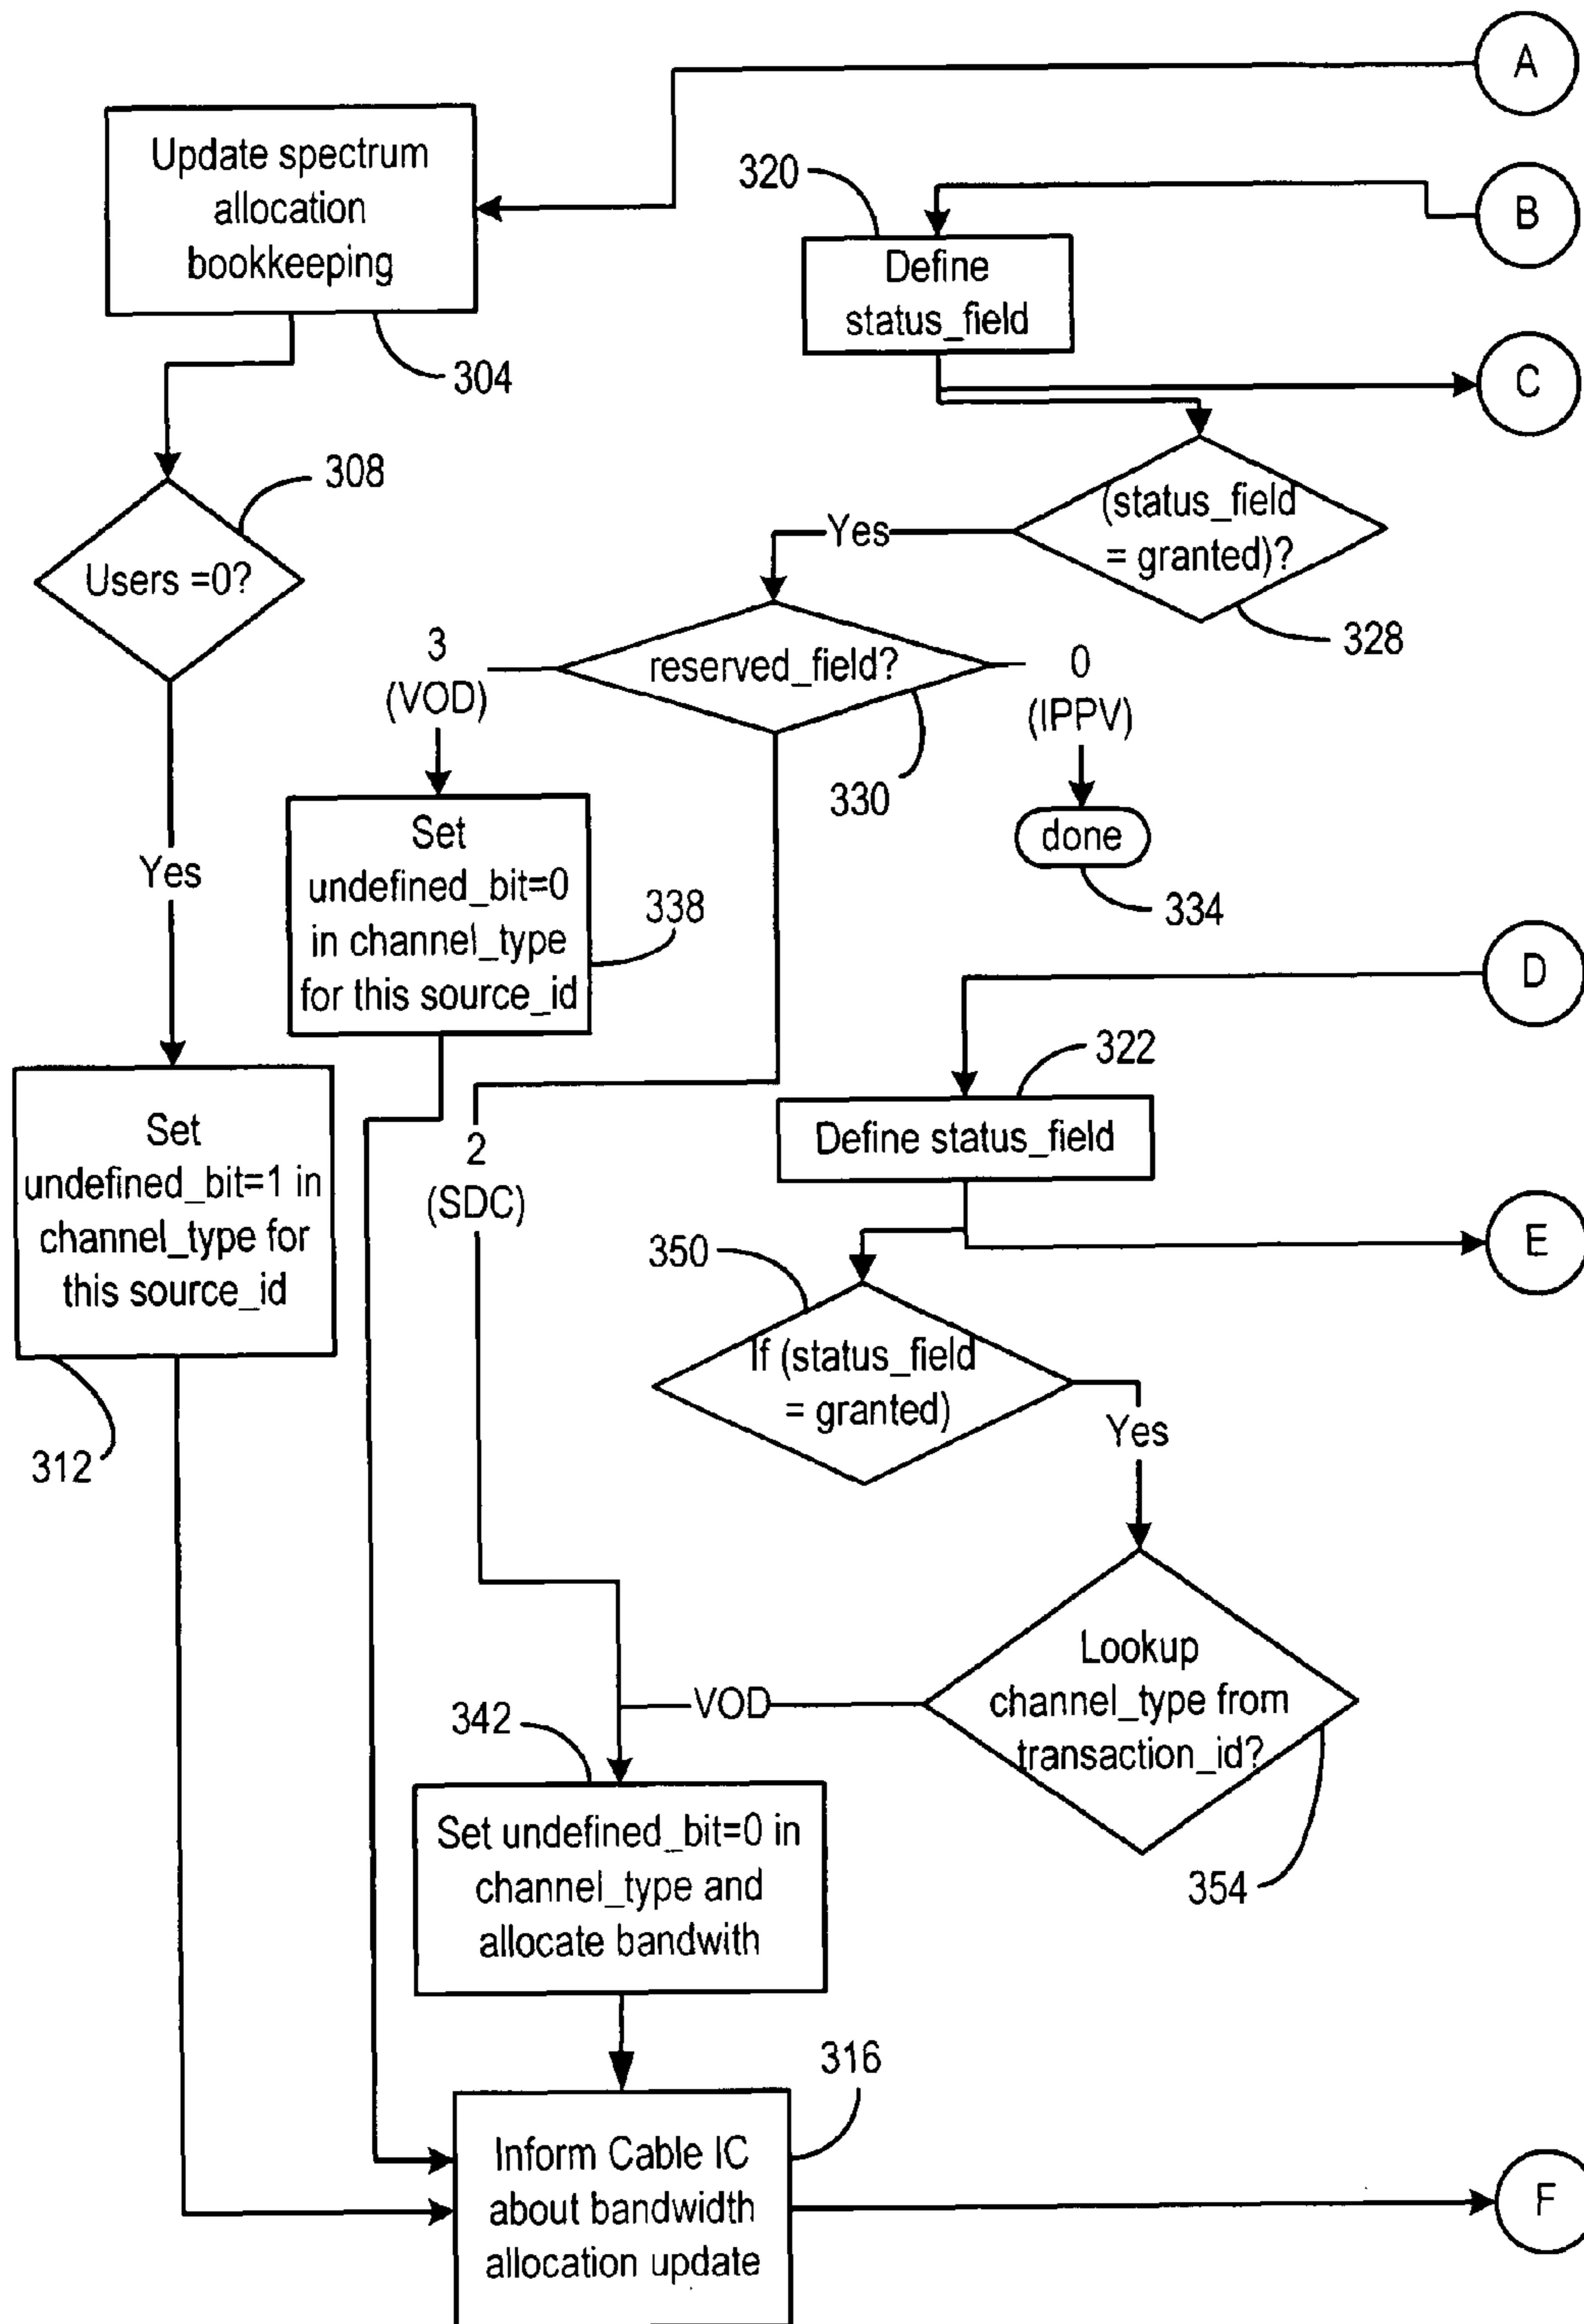 A
Update spectrum
allocation
bookkeeping
304
320
B
Define
status_field
C
308
Users =0?
(status_field
= granted)?
328
Yes
reserved_field?
330
3
(VOD)
0
(IPPV)
done
334
Set
undefined_bit=0
in channel_type
for this source_id
338
Yes
D
322
Define status_field
Set
undefined_bit=1 in
channel_type for
this source_id
312
2
(SDC)
E
350
If (status_field
= granted)
Yes
Lookup
channel_type from
transaction_id?
354
VOD
342
Set undefined_bit=0 in
channel_type and
allocate bandwith
316
Inform Cable IC
about bandwidth
allocation update
F